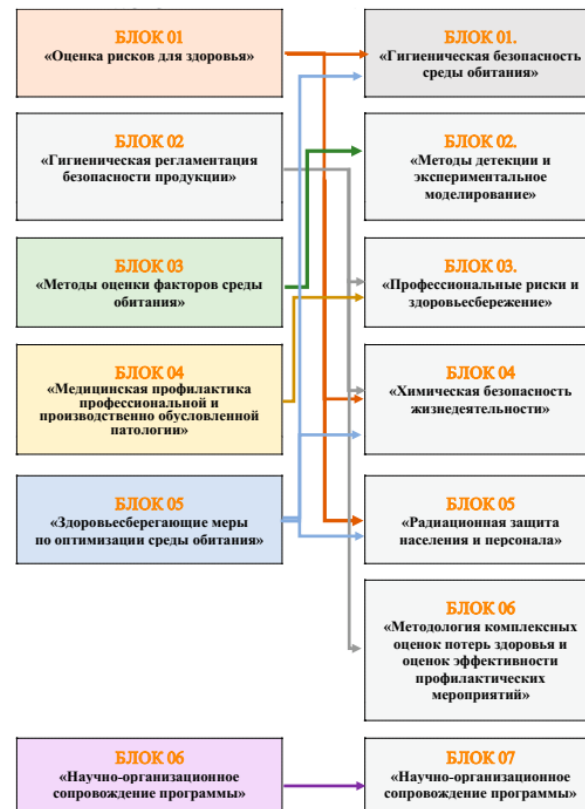 БЛОК 01
«Оценка рисков для здоровья»
БЛОК 02
«Гигиеническая регламентация
безопасности продукции»
БЛОК 03
«Методы оценки факторов среды
обитания»
БЛОК 04
«Медицинская профилактика
профессиональной и
производственно обусловленной
патологии»
БЛОК 05
«Здоровьесберегающие меры
по оптимизации среды обитания»
БЛОК 06
«Научно-организационное
сопровождение программы»
БЛОК 01.
«Гигиеническая безопасность
среды обитания»
БЛОК 02.
«Методы детекции и
экспериментальное
моделирование»
БЛОК 03.
«Профессиональные риски и
здоровьесбережение»
БЛОК 04
«Химическая безопасность
жизнедеятельности»
БЛОК 05
«Радиационная защита
населения и персонала»
БЛОК 06
«Методология комплексных
оценок потерь здоровья и
оценок эффективности
профилактических
мероприятий»
БЛОК 07
«Научно-организационное
сопровождение программы»